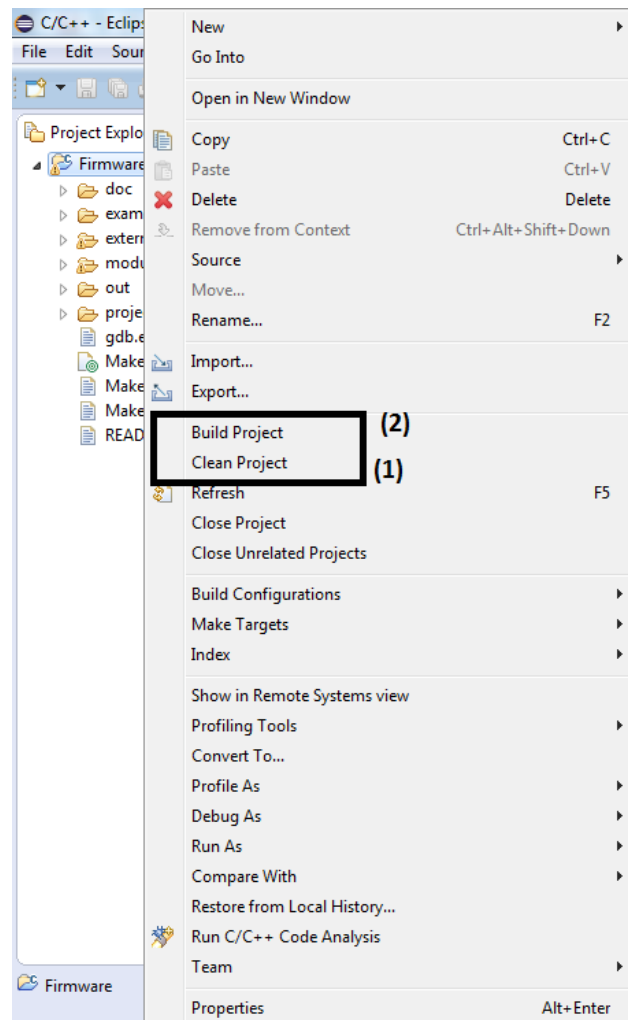 C/C++ - Eclips
New
File Edit Sour
Go Into
Open in New Window
Project Explo
Copy Ctrl+C
Firmware
Paste Ctrl+V
doc
Delete Delete
exam
Remove from Context Ctrl+Alt+Shift+Down
extern
Source
modu
Move...
out
Rename... F2
proje
gdb.e
Make
Import...
Make
Export...
Make
Build Project (2)
READ
Clean Project (1)
Refresh F5
Close Project
Close Unrelated Projects
Build Configurations
Make Targets
Index
Show in Remote Systems view
Profiling Tools
Convert To...
Profile As
Debug As
Run As
Compare With
Restore from Local History...
Run C/C++ Code Analysis
Team
Firmware
Properties Alt+Enter